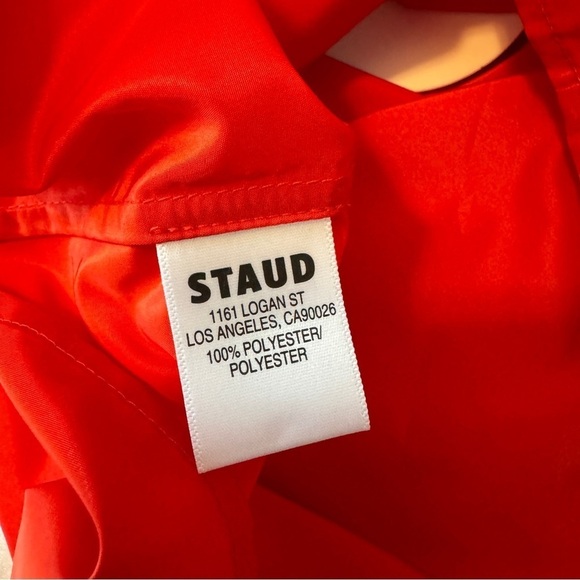 STAUD
1161 LOGAN ST
LOS ANGELES, CA90026
100% POLYESTER/
POLYESTER